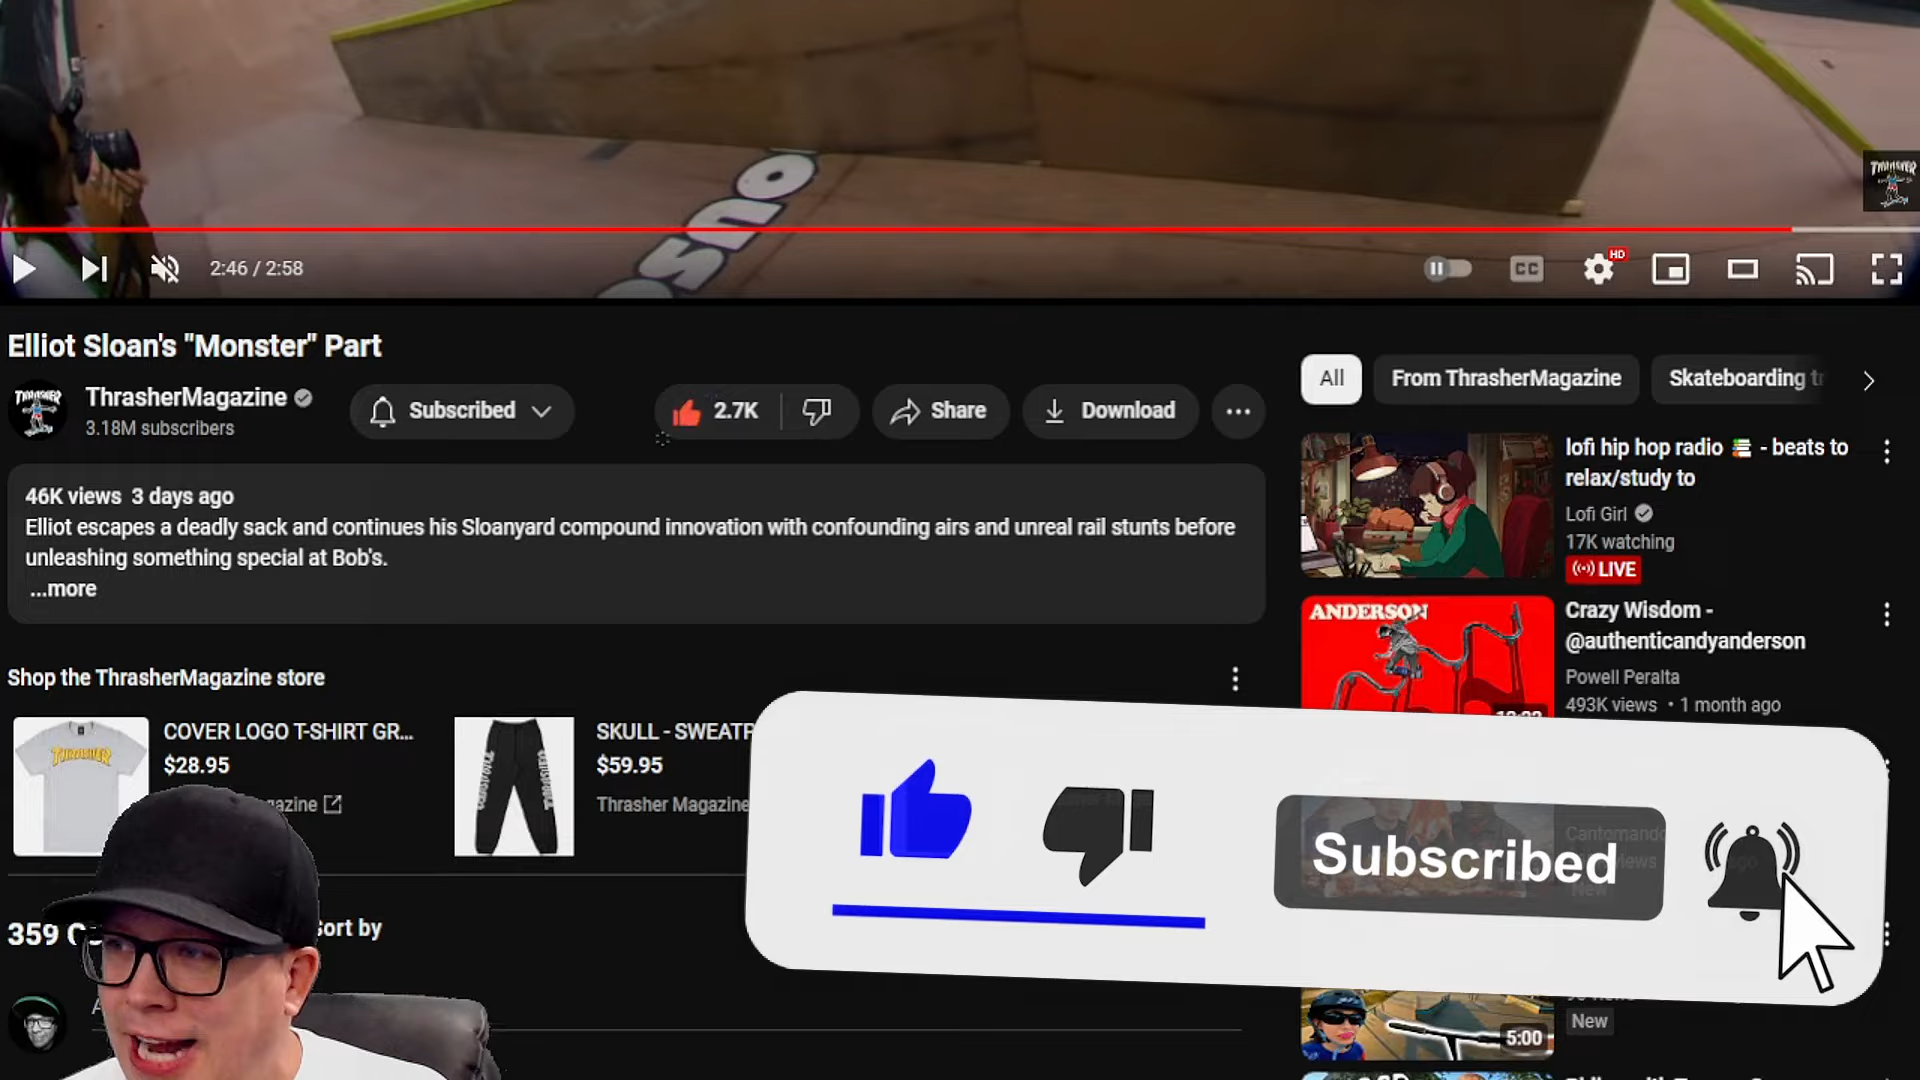 THRASHER
HD
2:46 / 2:58
CC
Elliot Sloan's "Monster" Part
ThrasherMagazine
3.18M subscribers
Subscribed
2.7K
Share
Download
46K views 3 days ago
Elliot escapes a deadly sack and continues his Sloanyard compound innovation with confounding airs and unreal rail stunts before
unleashing something special at Bob's.
...more
Shop the ThrasherMagazine store
COVER LOGO T-SHIRT GR...
$28.95
THRASHER
SKULL - SWEATP
$59.95
Thrasher Magazine
359
Sort by
All
From ThrasherMagazine
Skateboarding tr
lofi hip hop radio 📚 - beats to
relax/study to
Lofi Girl
17K watching
LIVE
ANDERSON
Crazy Wisdom -
@authenticandyanderson
Powell Peralta
493K views • 1 month ago
Subscribed
New
5:00